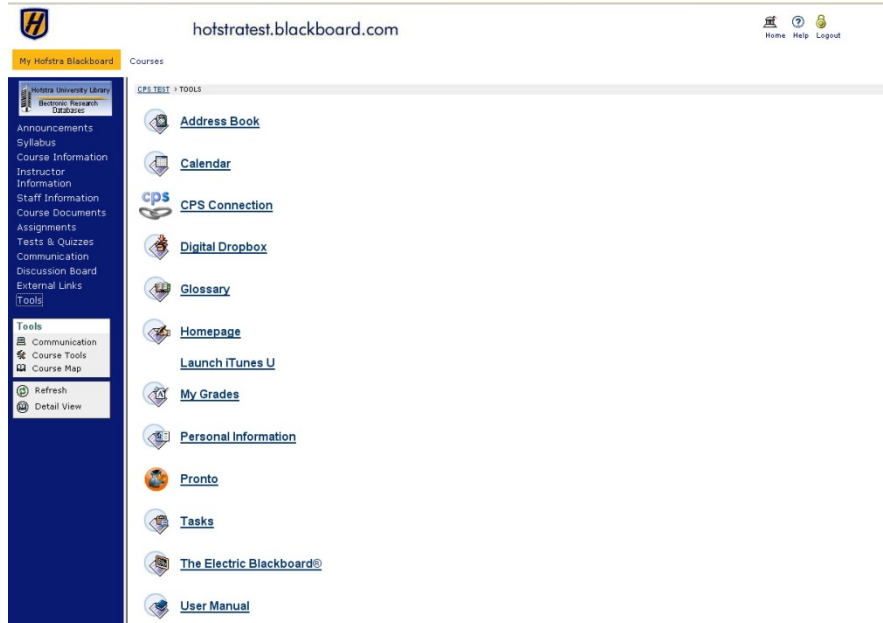 H
hofstratest.blackboard.com
Home Help Logout
My Hofstra Blackboard Courses
Hofstra University Library
Electronic Research
Databases
Announcements
Syllabus
Course Information
Instructor
Information
Staff Information
Course Documents
Assignments
Tests & Quizzes
Communication
Discussion Board
External Links
Tools
Tools
Communication
Course Tools
Course Map
Refresh
Detail View
CPS TEST > TOOLS
Address Book
Calendar
cps
CPS Connection
Digital Dropbox
Glossary
Homepage
Launch iTunes U
My Grades
Personal Information
Pronto
Tasks
The Electric Blackboard®
User Manual